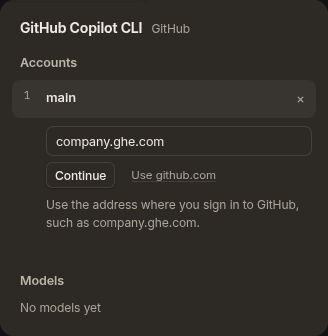 GitHub Copilot CLI GitHub
Accounts
1 main ×
company.ghe.com
Continue Use github.com
Use the address where you sign in to GitHub,
such as company.ghe.com.
Models
No models yet